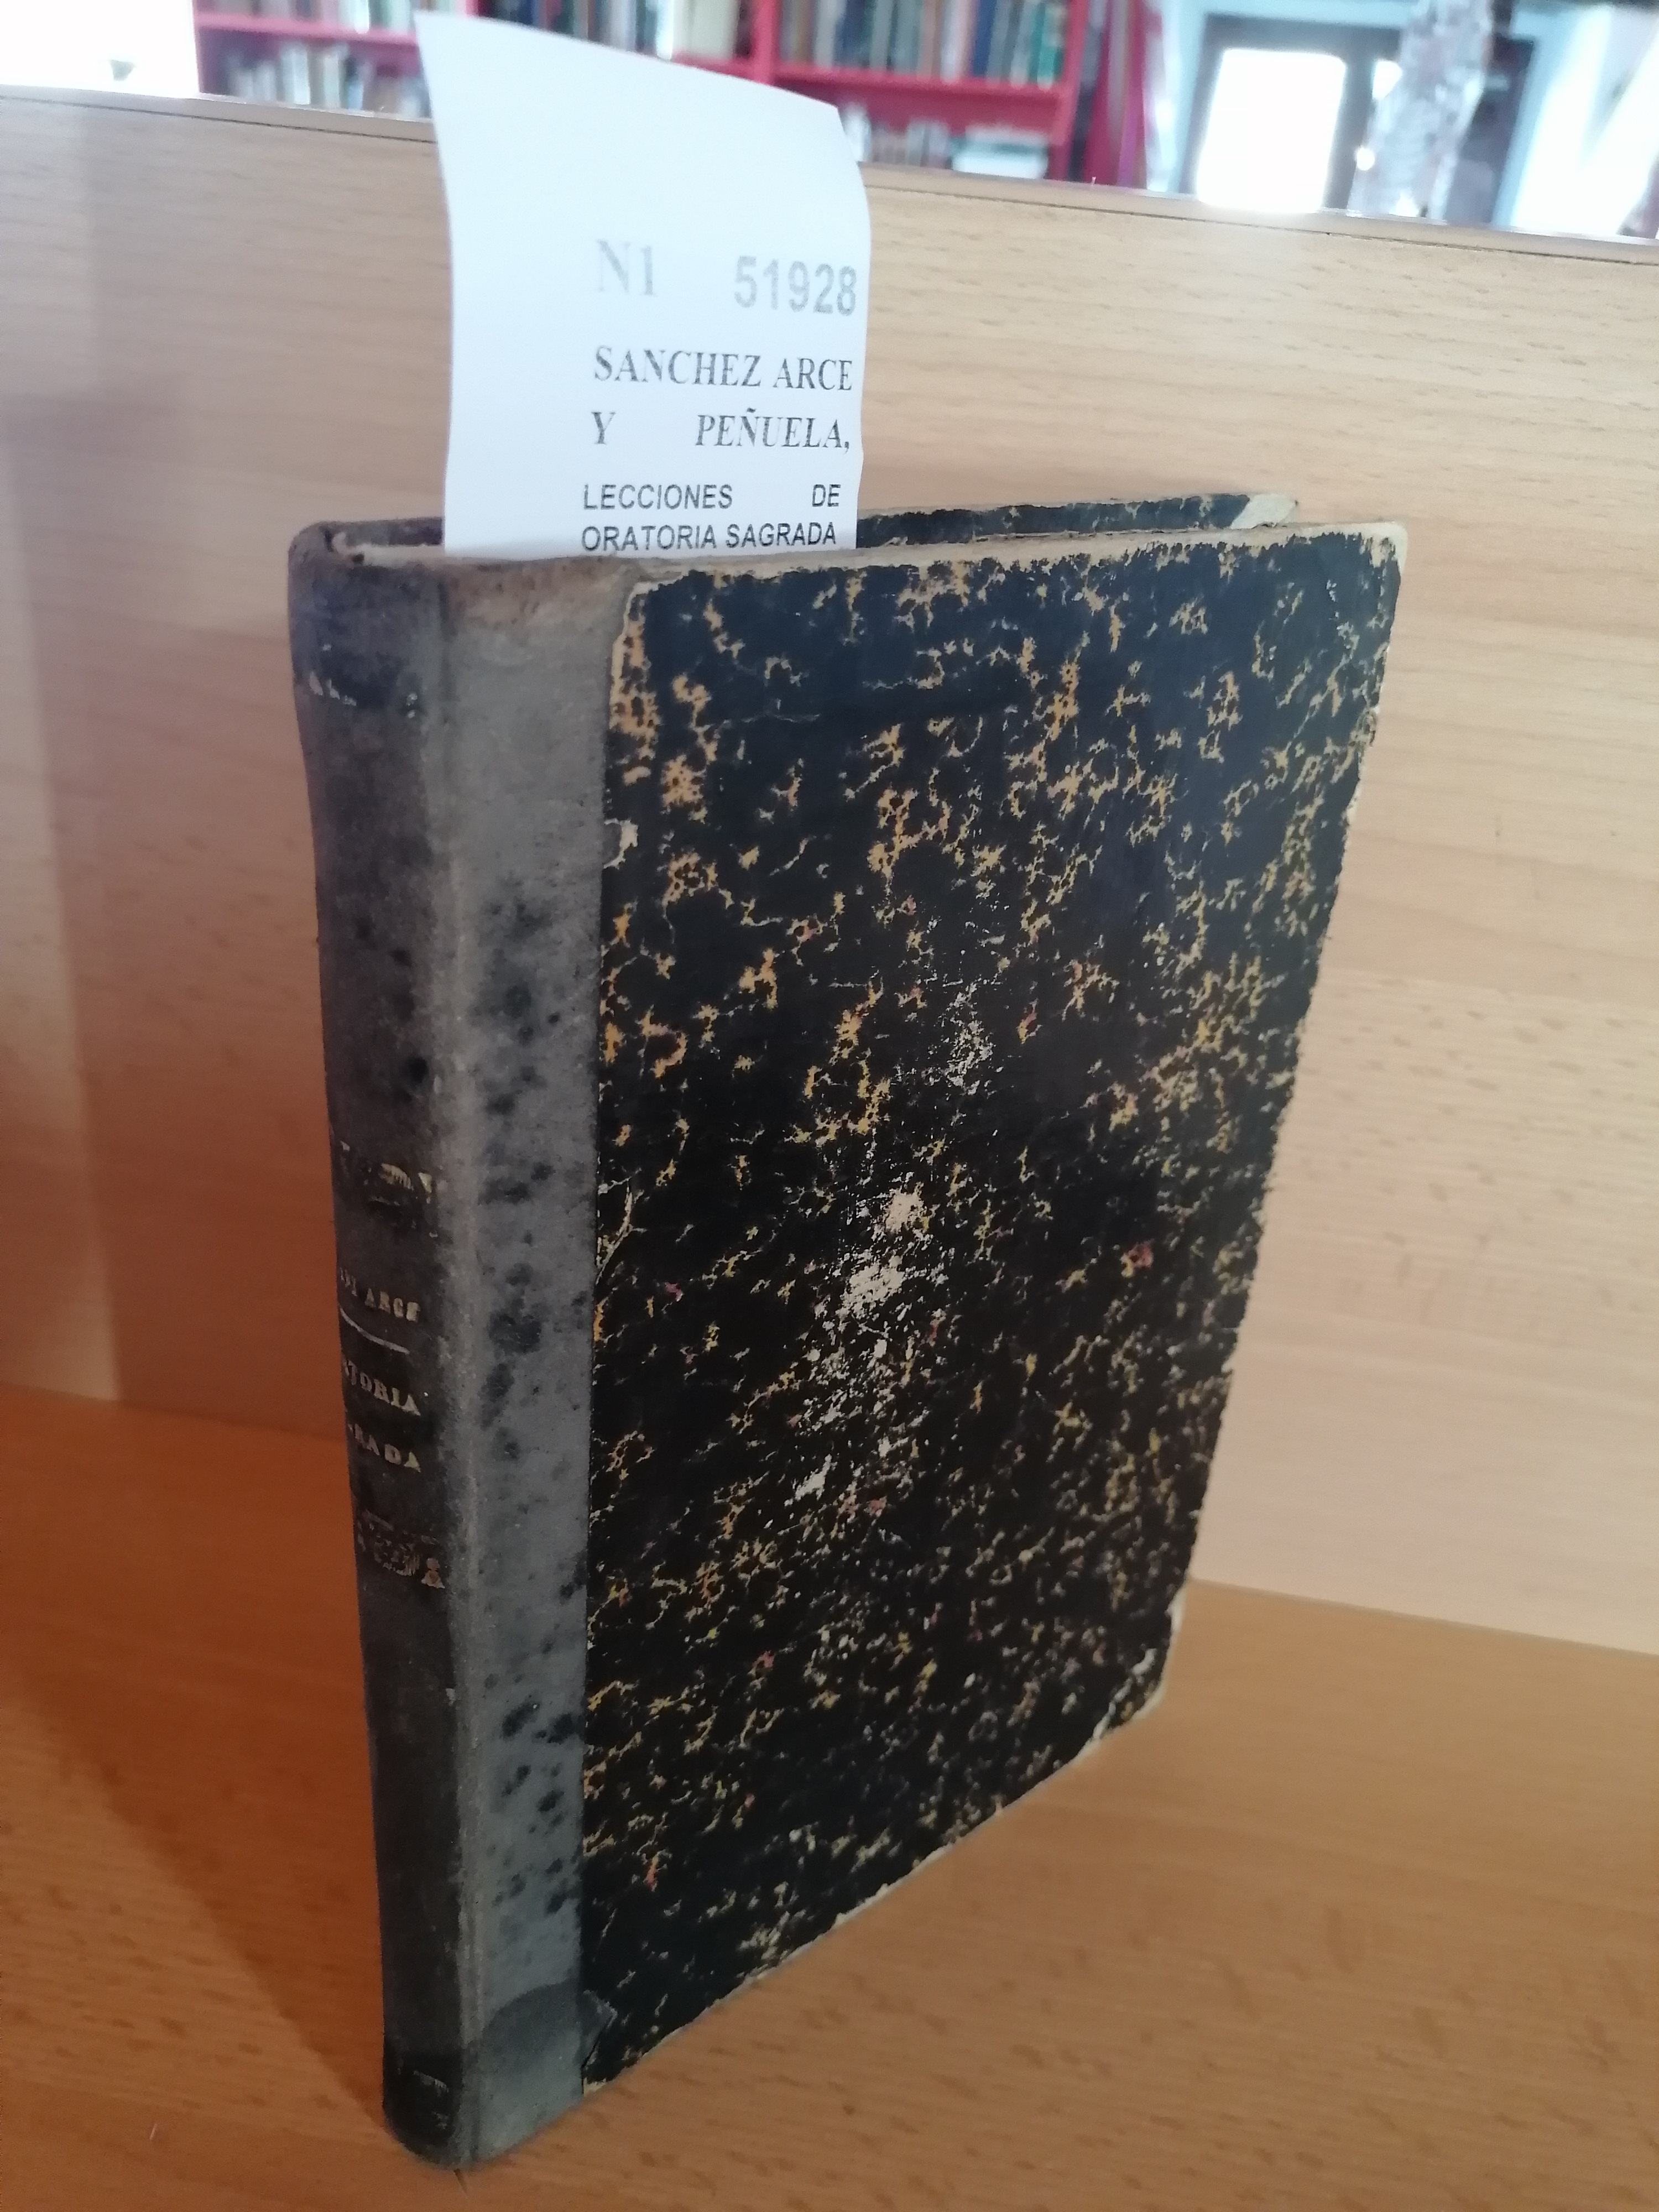 N1 51928
SANCHEZ ARCE
Y PEÑUELA,
LECCIONES DE
ORATORIA SAGRADA
ARCE
TORIA
RADA